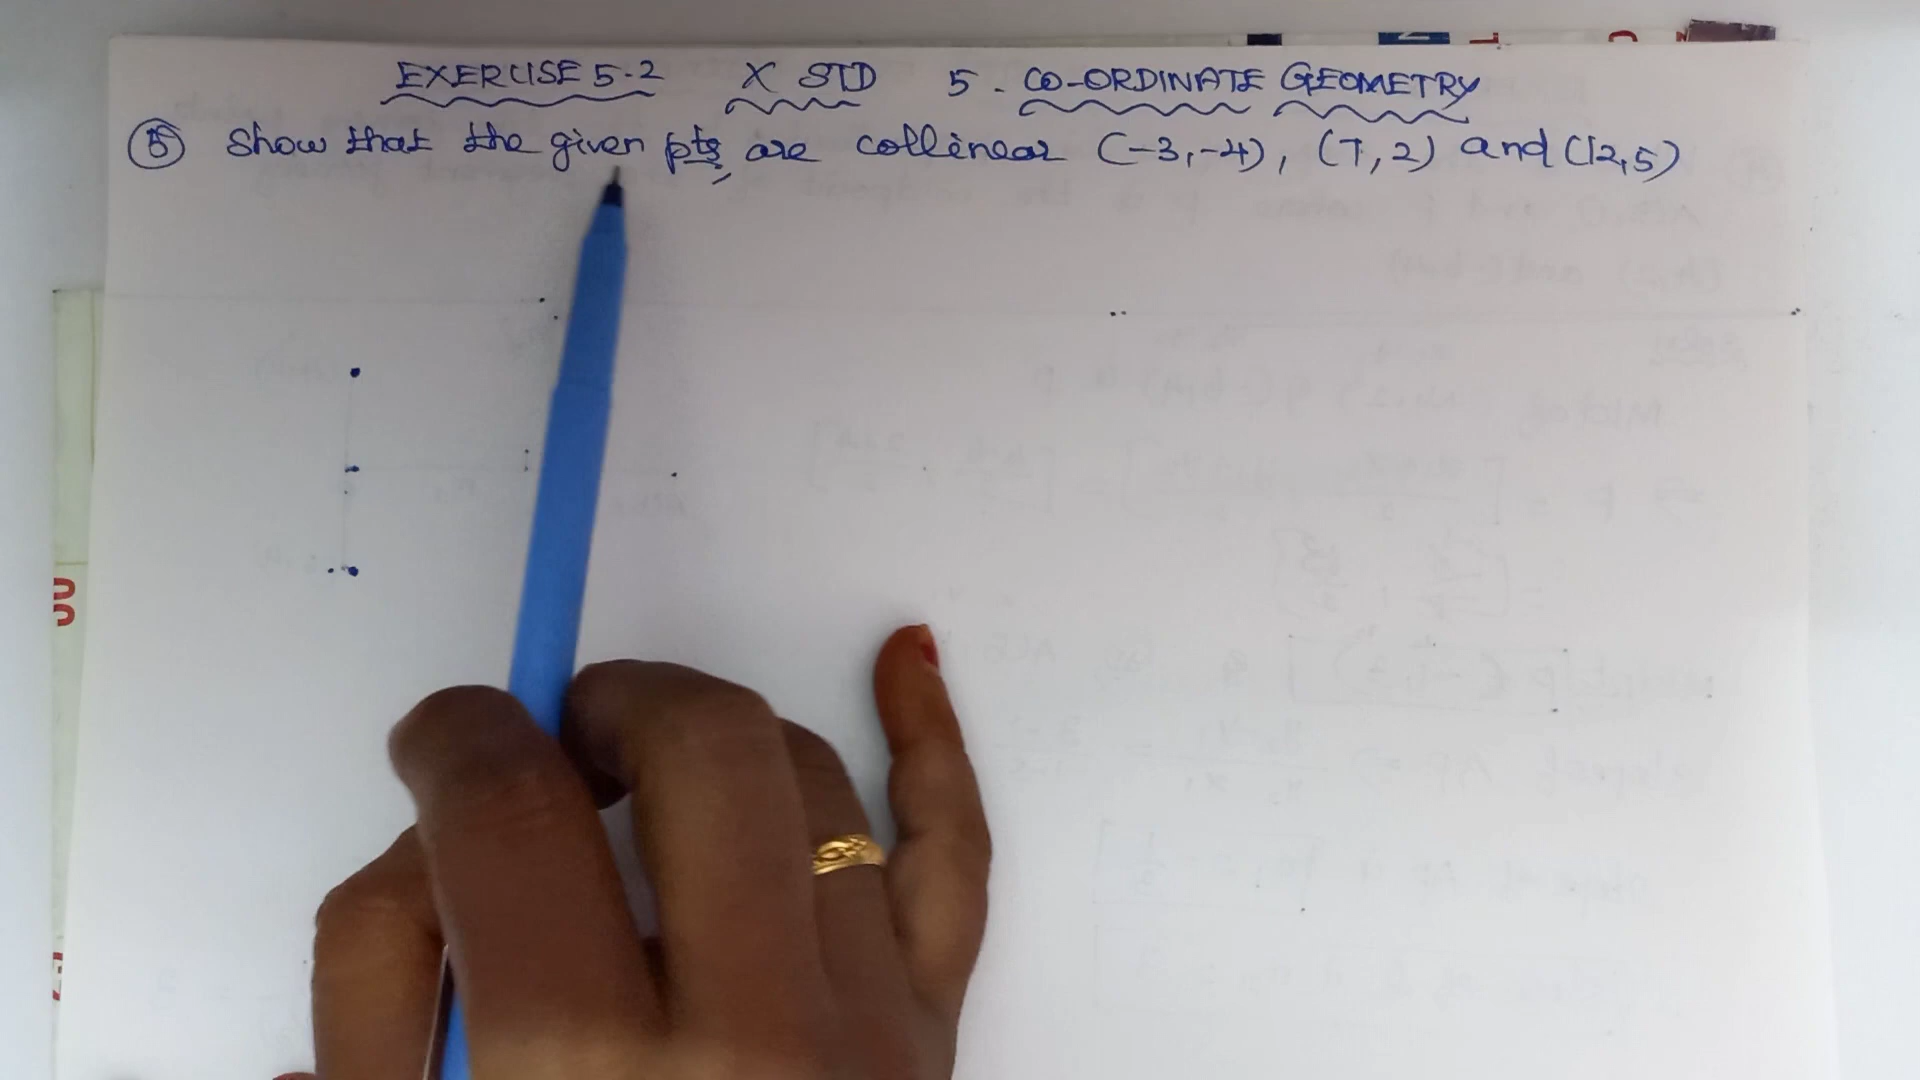 EXERCISE 5.2 X STD 5. CO-ORDINATE GEOMETRY
⑤ Show that the given pts are collinear (-3,-4), (7,2) and (12,5)